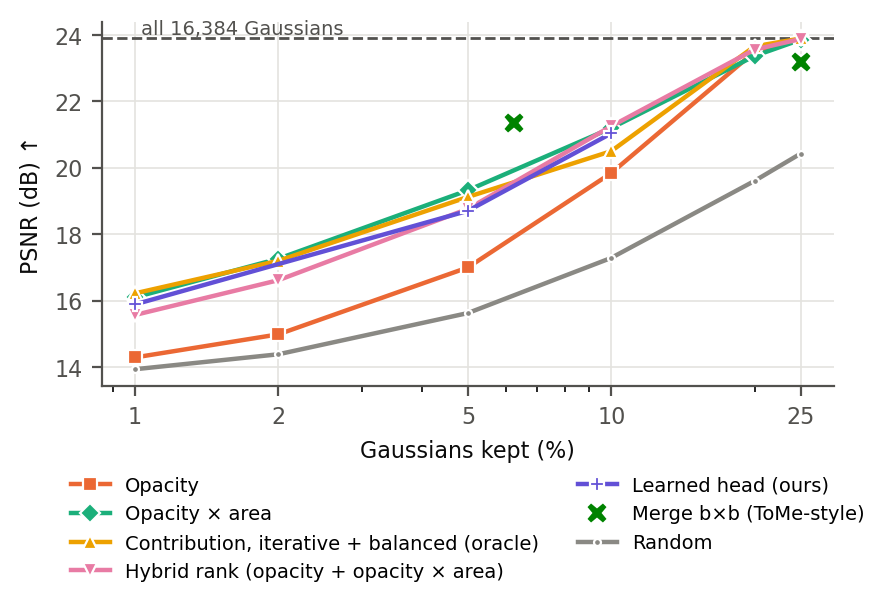 all 16,384 Gaussians
24
22
20
18
16
14
PSNR (dB) ↑
1
2
5
10
25
Gaussians kept (%)
Opacity
Opacity × area
Contribution, iterative + balanced (oracle)
Hybrid rank (opacity + opacity × area)
Learned head (ours)
Merge b×b (ToMe-style)
Random